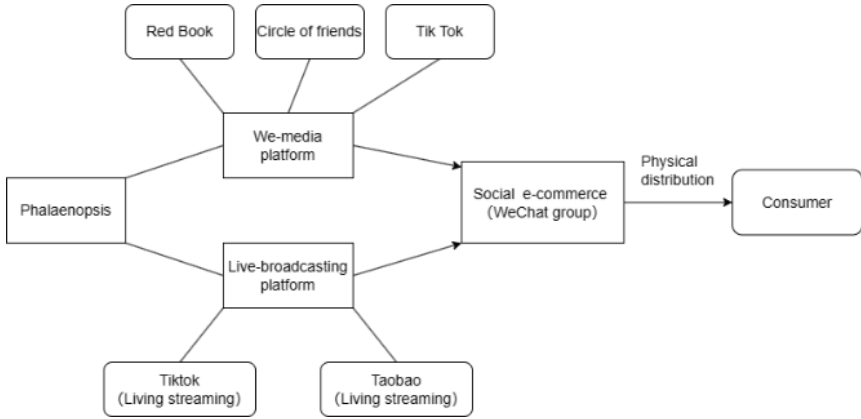 Red Book
Circle of friends
Tik Tok
We-media
platform
Physical
distribution
Phalaenopsis
Social e-commerce
(WeChat group)
Consumer
Live-broadcasting
platform
Tiktok
(Living streaming)
Taobao
(Living streaming)